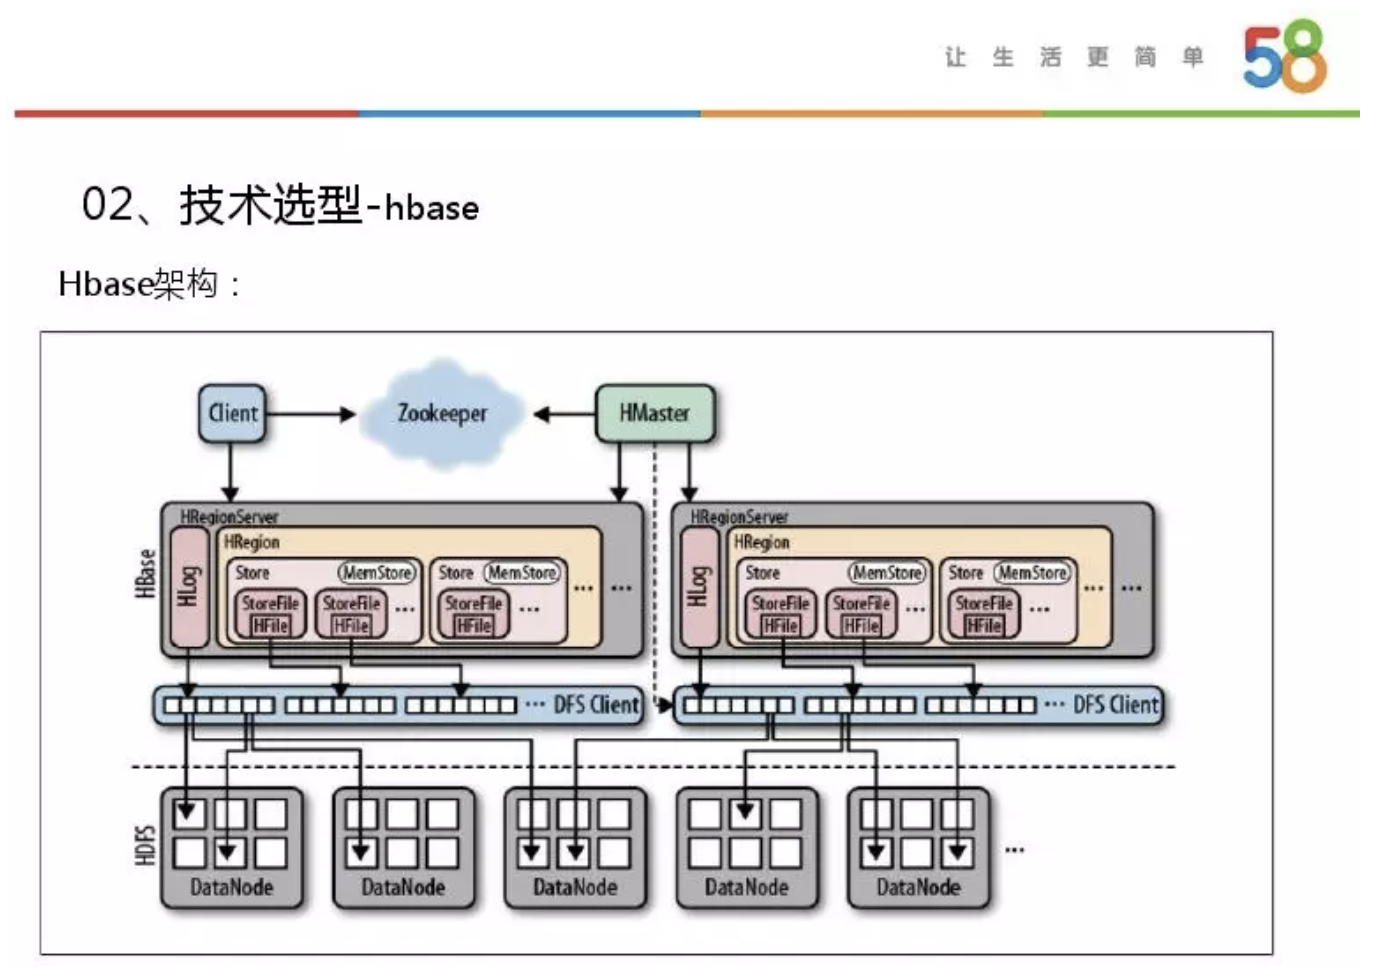 让生活更简单 58
02、技术选型-hbase
Hbase架构：
Client Zookeeper HMaster
HRegionServer HRegionServer
HRegion HRegion
HBase
HLog HLog
Store MemStore Store MemStore Store MemStore Store MemStore
... ... ... ...
StoreFile StoreFile ... StoreFile ... StoreFile StoreFile ... StoreFile ...
HFile HFile HFile HFile HFile HFile
... DFS Client ... DFS Client
HDFS
...
DataNode DataNode DataNode DataNode DataNode